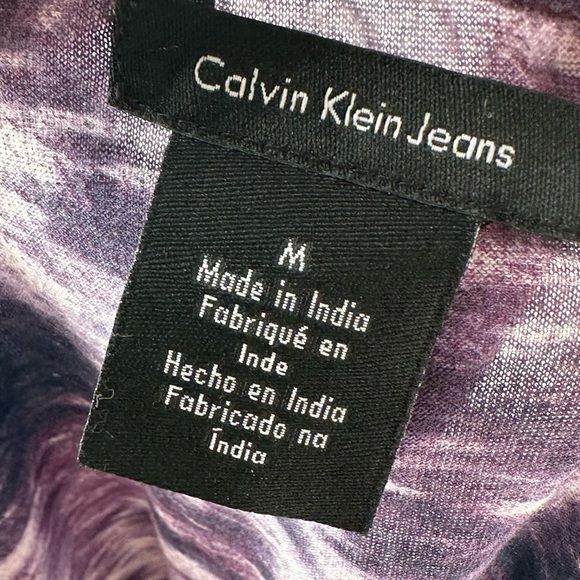 Calvin Klein Jeans
M
Made in India
Fabriqué en
Inde
Hecho en India
Fabricado na
Índia